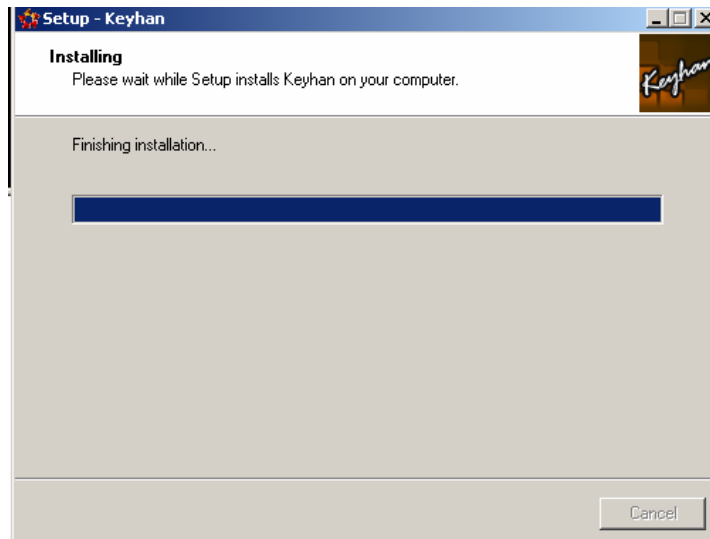 Setup - Keyhan
Installing
Please wait while Setup installs Keyhan on your computer.
Keyhan
Finishing installation...
Cancel